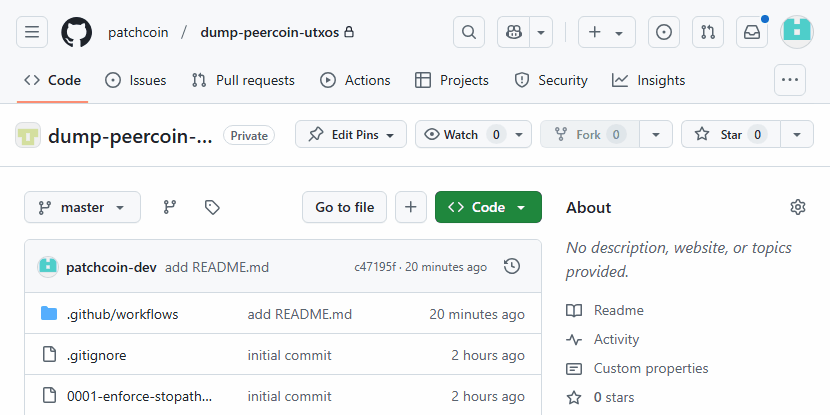 patchcoin / dump-peercoin-utxos
Code Issues Pull requests Actions Projects Security Insights
dump-peercoin-... Private Edit Pins Watch 0 Fork 0 Star 0
master Go to file Code
patchcoin-dev add README.md c47195f · 20 minutes ago
.github/workflows add README.md 20 minutes ago
.gitignore initial commit 2 hours ago
0001-enforce-stopath... initial commit 2 hours ago
About
No description, website, or topics
provided.
Readme
Activity
Custom properties
0 stars